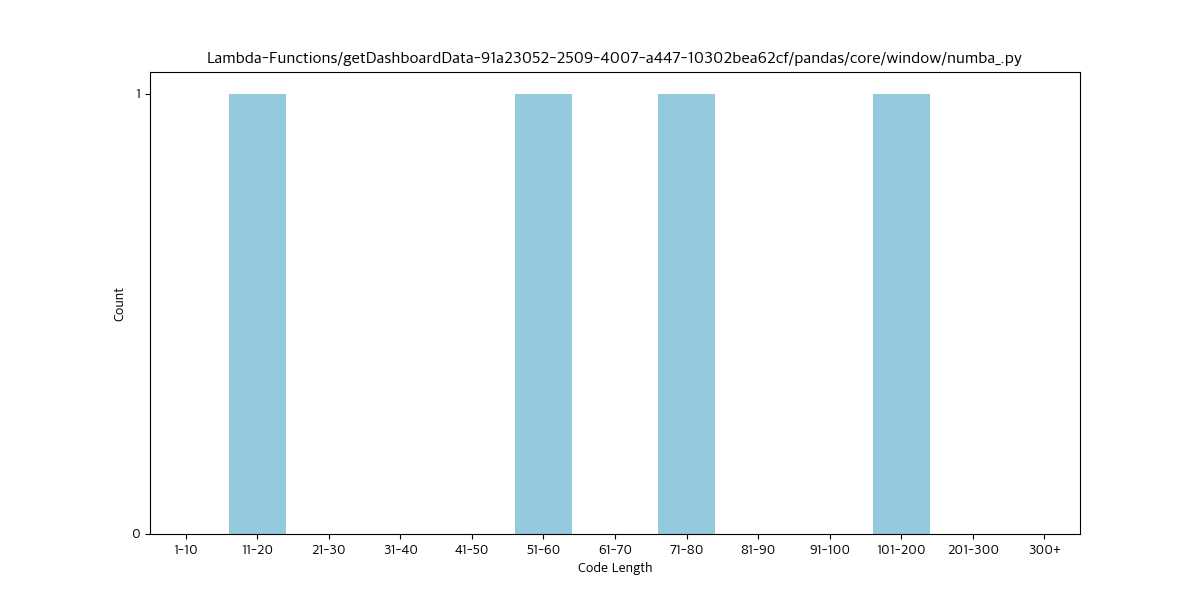 Lambda-Functions/getDashboardData-91a23052-2509-4007-a447-10302bea62cf/pandas/core/window/numba_.py
1
Count
0
1-10 11-20 21-30 31-40 41-50 51-60 61-70 71-80 81-90 91-100 101-200 201-300 300+
Code Length